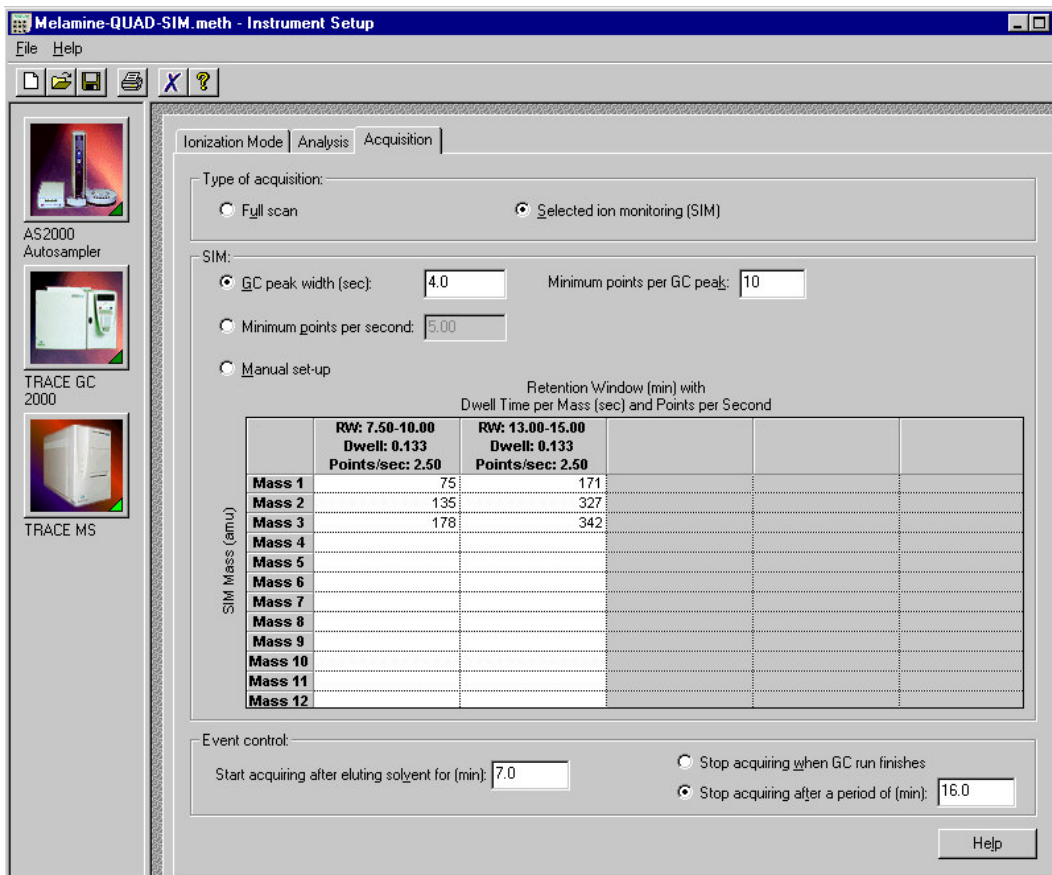 Melamine-QUAD-SIM.meth - Instrument Setup
File Help
AS2000
Autosampler
TRACE GC
2000
TRACE MS
Ionization Mode Analysis Acquisition
Type of acquisition:
Full scan Selected ion monitoring (SIM)
SIM:
GC peak width (sec): 4.0 Minimum points per GC peak: 10
Minimum points per second: 5.00
Manual set-up
Retention Window (min) with
Dwell Time per Mass (sec) and Points per Second
RW: 7.50-10.00 RW: 13.00-15.00
Dwell: 0.133 Dwell: 0.133
Points/sec: 2.50 Points/sec: 2.50
SIM Mass (amu)
Mass 1 75 171
Mass 2 135 327
Mass 3 178 342
Mass 4
Mass 5
Mass 6
Mass 7
Mass 8
Mass 9
Mass 10
Mass 11
Mass 12
Event control:
Start acquiring after eluting solvent for (min): 7.0
Stop acquiring when GC run finishes
Stop acquiring after a period of (min): 16.0
Help